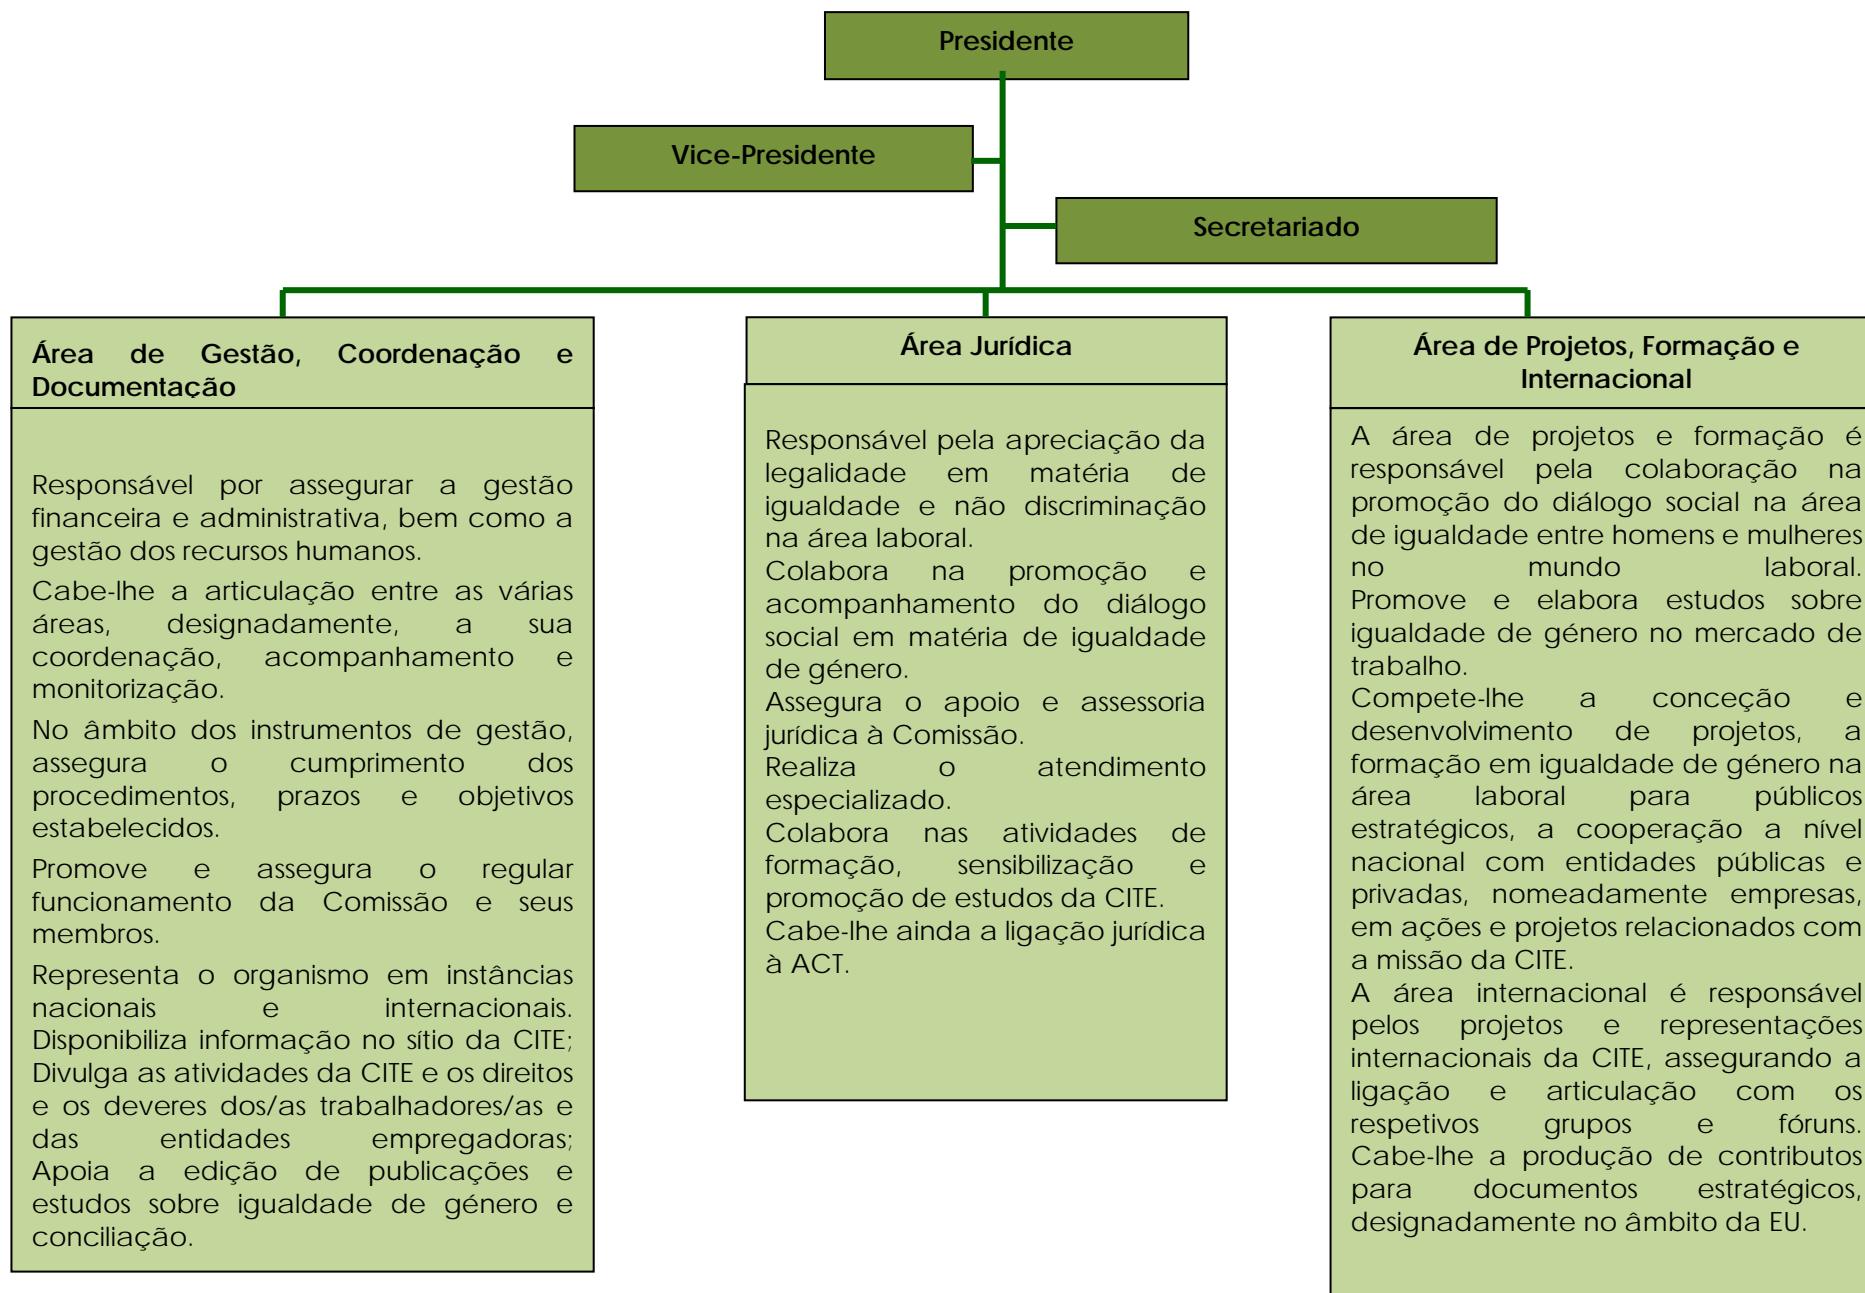 Presidente
Vice-Presidente
Secretariado
Área de Gestão, Coordenação e
Documentação
Responsável por assegurar a gestão
financeira e administrativa, bem como a
gestão dos recursos humanos.
Cabe-lhe a articulação entre as várias
áreas, designadamente, a sua
coordenação, acompanhamento e
monitorização.
No âmbito dos instrumentos de gestão,
assegura o cumprimento dos
procedimentos, prazos e objetivos
estabelecidos.
Promove e assegura o regular
funcionamento da Comissão e seus
membros.
Representa o organismo em instâncias
nacionais e internacionais.
Disponibiliza informação no sítio da CITE;
Divulga as atividades da CITE e os direitos
e os deveres dos/as trabalhadores/as e
das entidades empregadoras;
Apoia a edição de publicações e
estudos sobre igualdade de género e
conciliação.
Área Jurídica
Responsável pela apreciação da
legalidade em matéria de
igualdade e não discriminação
na área laboral.
Colabora na promoção e
acompanhamento do diálogo
social em matéria de igualdade
de género.
Assegura o apoio e assessoria
jurídica à Comissão.
Realiza o atendimento
especializado.
Colabora nas atividades de
formação, sensibilização e
promoção de estudos da CITE.
Cabe-lhe ainda a ligação jurídica
à ACT.
Área de Projetos, Formação e
Internacional
A área de projetos e formação é
responsável pela colaboração na
promoção do diálogo social na área
de igualdade entre homens e mulheres
no mundo laboral.
Promove e elabora estudos sobre
igualdade de género no mercado de
trabalho.
Compete-lhe a conceção e
desenvolvimento de projetos, a
formação em igualdade de género na
área laboral para públicos
estratégicos, a cooperação a nível
nacional com entidades públicas e
privadas, nomeadamente empresas,
em ações e projetos relacionados com
a missão da CITE.
A área internacional é responsável
pelos projetos e representações
internacionais da CITE, assegurando a
ligação e articulação com os
respetivos grupos e fóruns.
Cabe-lhe a produção de contributos
para documentos estratégicos,
designadamente no âmbito da EU.